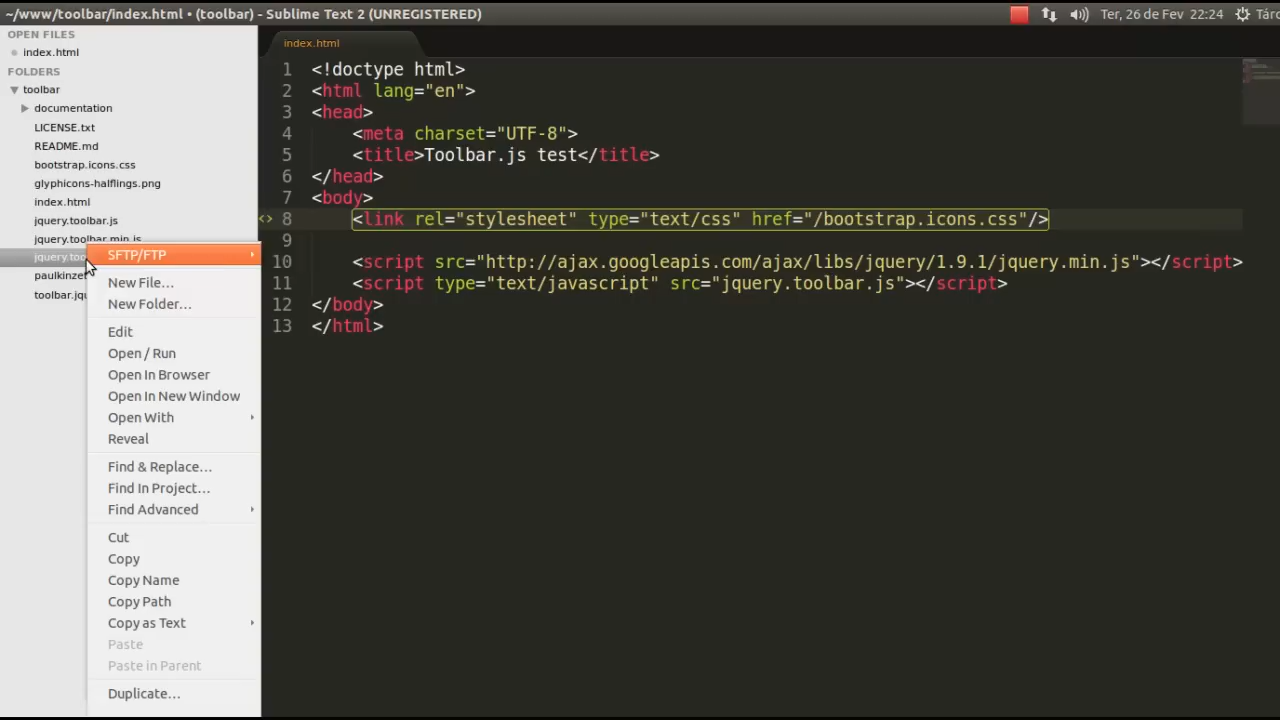 ~/www/toolbar/index.html • (toolbar) - Sublime Text 2 (UNREGISTERED)
Ter, 26 de Fev 22:24
OPEN FILES
index.html
FOLDERS
toolbar
documentation
LICENSE.txt
README.md
bootstrap.icons.css
glyphicons-halflings.png
index.html
jquery.toolbar.js
jquery.toolbar.min.js
SFTP/FTP
New File…
New Folder…
Edit
Open / Run
Open In Browser
Open In New Window
Open With
Reveal
Find & Replace…
Find In Project…
Find Advanced
Cut
Copy
Copy Name
Copy Path
Copy as Text
Paste
Paste in Parent
Duplicate…
index.html
1 <!doctype html>
2 <html lang="en">
3 <head>
4 <meta charset="UTF-8">
5 <title>Toolbar.js test</title>
6 </head>
7 <body>
8 <link rel="stylesheet" type="text/css" href="/bootstrap.icons.css"/>
9
10 <script src="http://ajax.googleapis.com/ajax/libs/jquery/1.9.1/jquery.min.js"></script>
11 <script type="text/javascript" src="jquery.toolbar.js"></script>
12 </body>
13 </html>